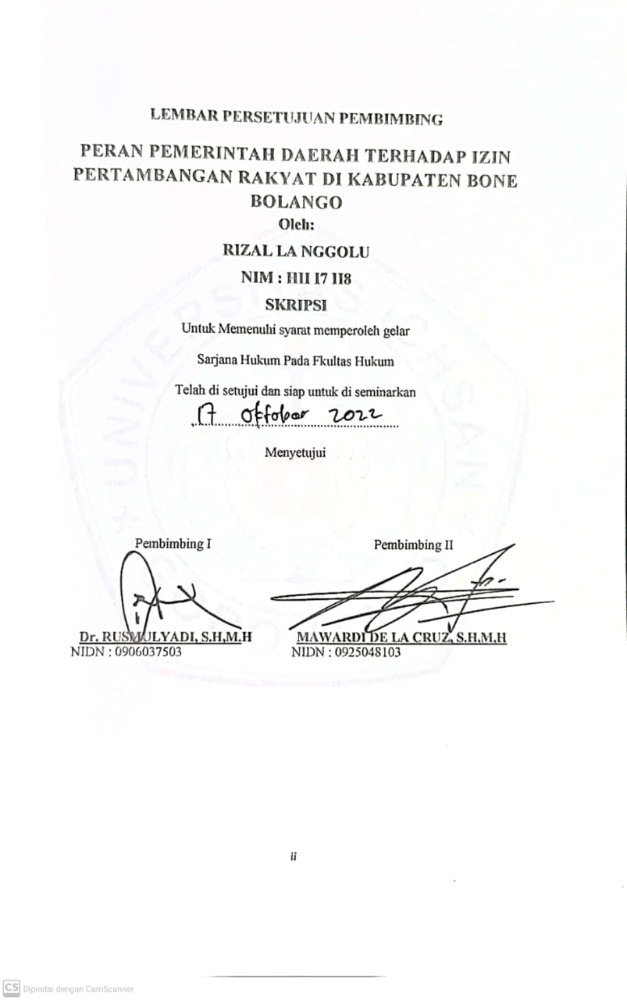 LEMBAR PERSETUJUAN PEMBIMBING
PERAN PEMERINTAH DAERAH TERHADAP IZIN
PERTAMBANGAN RAKYAT DI KABUPATEN BONE
BOLANGO
Oleh:
RIZAL LA NGGOLU
NIM : H11 17 118
SKRIPSI
Untuk Memenuhi syarat memperoleh gelar
Sarjana Hukum Pada Fkultas Hukum
Telah di setujui dan siap untuk di seminarkan
17 Oktober 2022
Menyetujui
Pembimbing I Pembimbing II
Dr. RUSMULYADI, S.H,M.H MAWARDI DE LA CRUZ, S.H,M.H
NIDN : 0906037503 NIDN : 0925048103
UNIVERSITAS ICHSAN
ii
CS Dipindai dengan CamScanner